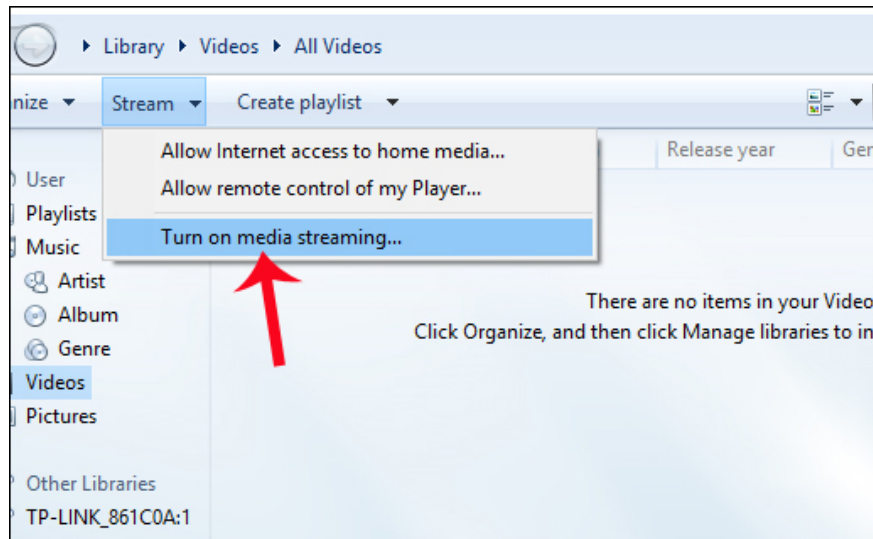 Library Videos All Videos
nize Stream Create playlist
Allow Internet access to home media...
Release year Ger
Allow remote control of my Player...
User
Playlists
Turn on media streaming...
Music
Artist
There are no items in your Video
Album
Click Organize, and then click Manage libraries to in
Genre
Videos
Pictures
Other Libraries
TP-LINK_861C0A:1